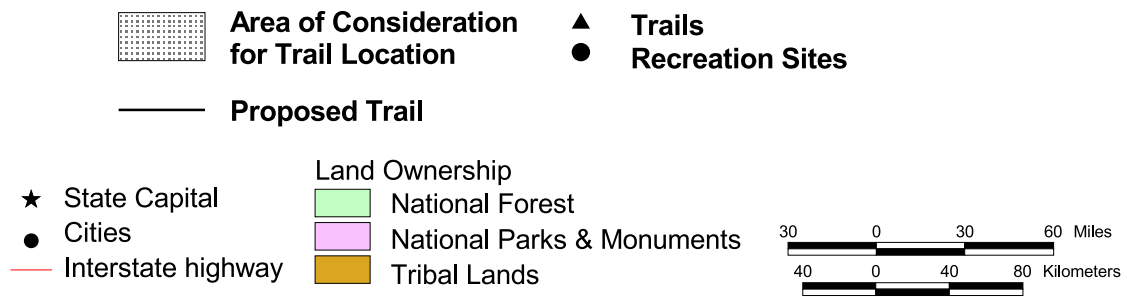 Area of Consideration
for Trail Location
Proposed Trail
Trails
Recreation Sites
State Capital
Cities
Interstate highway
Land Ownership
National Forest
National Parks & Monuments
Tribal Lands
30 0 30 60 Miles
40 0 40 80 Kilometers